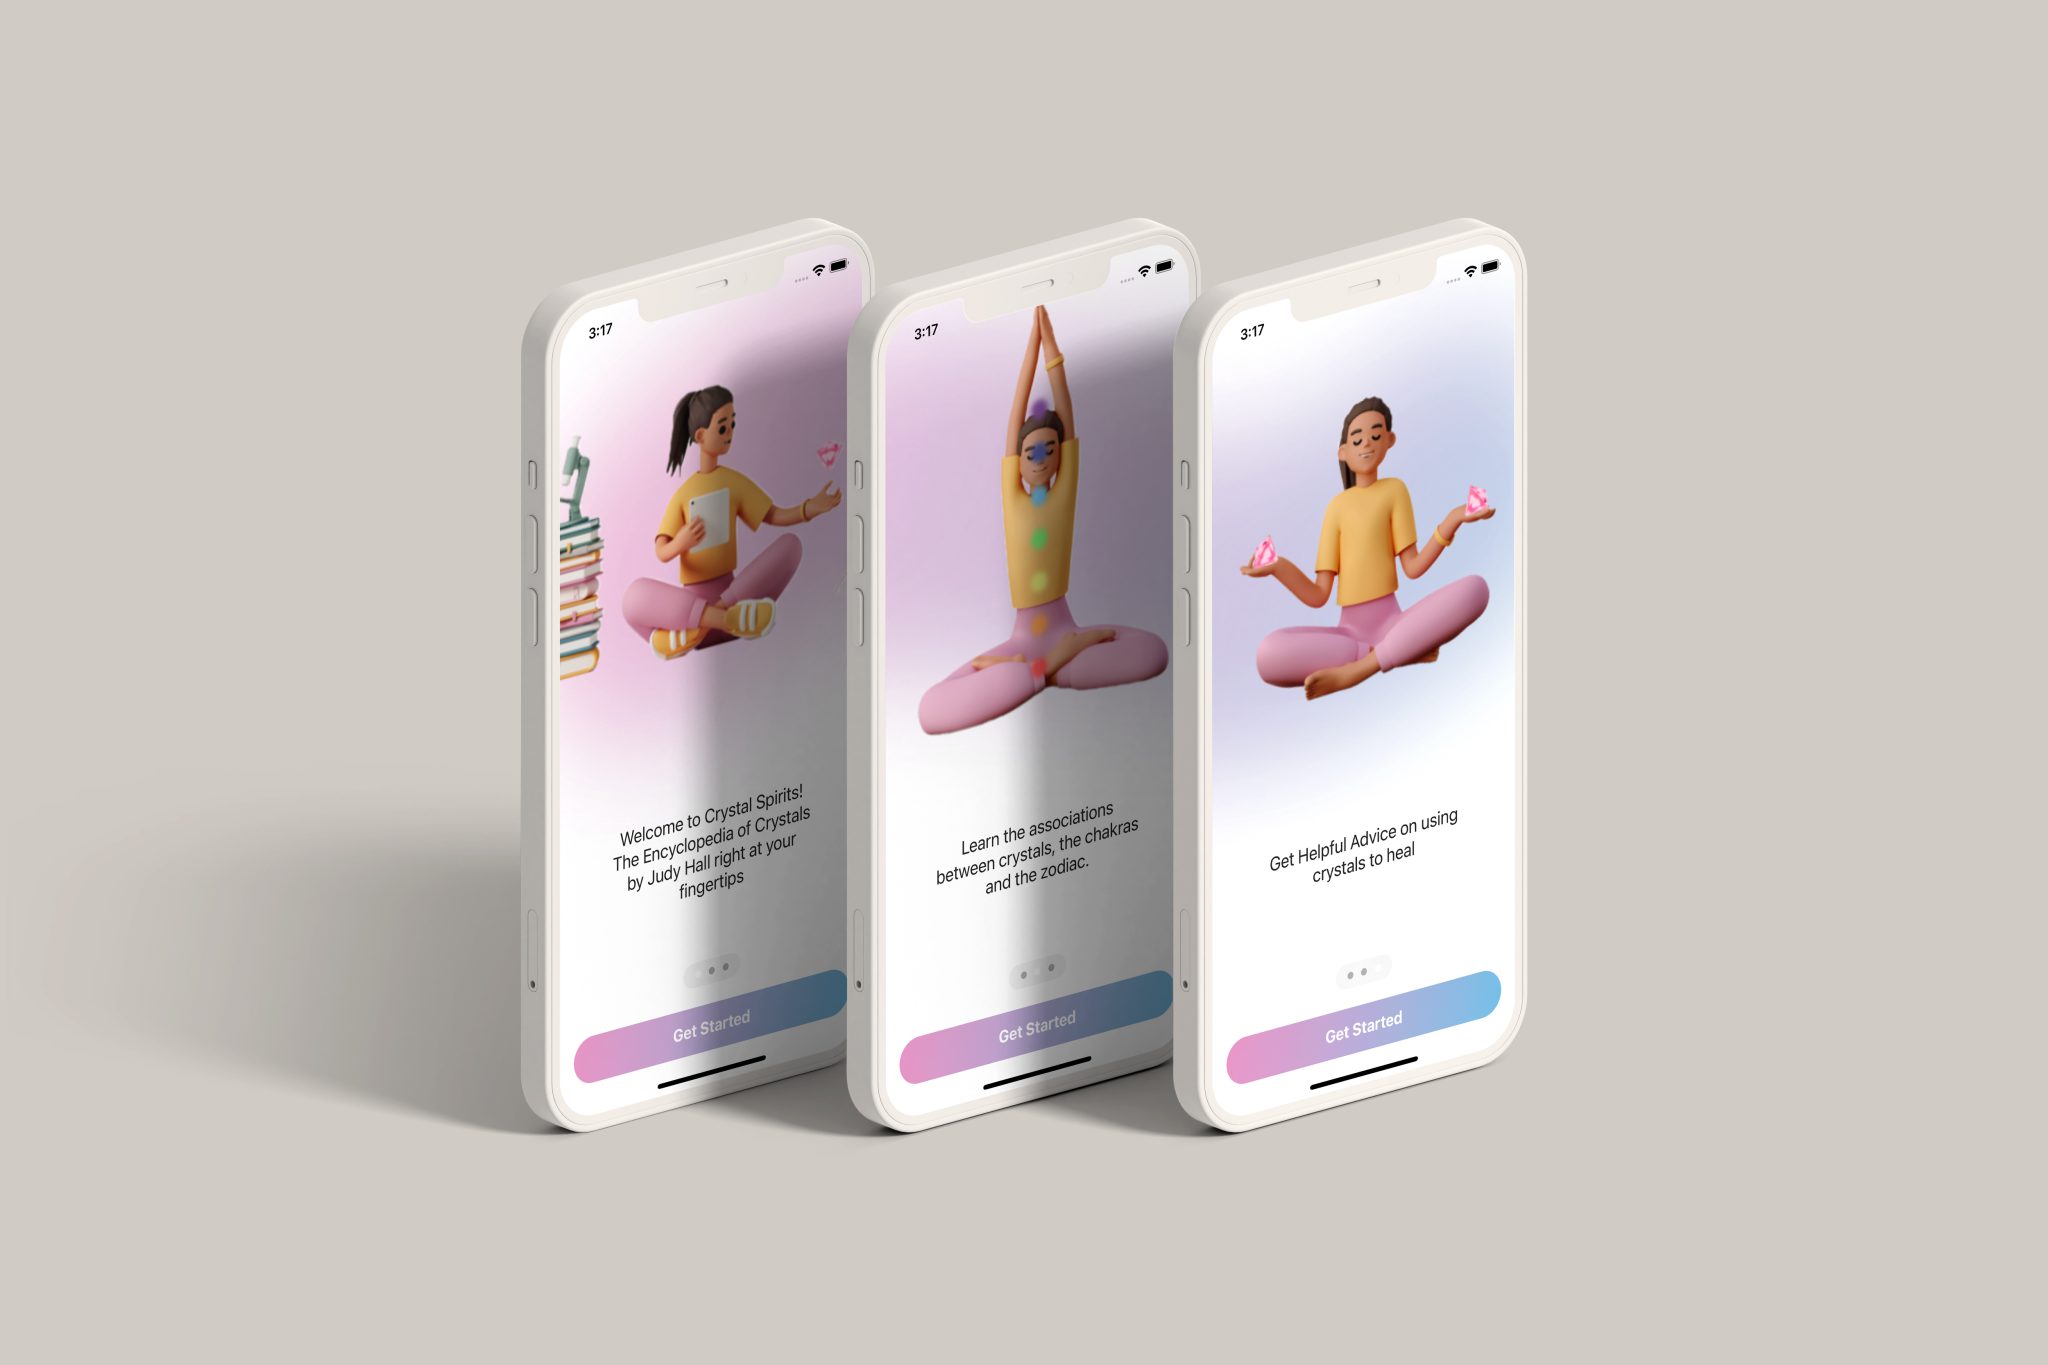 3:17
Welcome to Crystal Spirits!
The Encyclopedia of Crystals
by Judy Hall right at your
fingertips
Get Started
3:17
Learn the associations
between crystals, the chakras
and the zodiac.
Get Started
3:17
Get Helpful Advice on using
crystals to heal
Get Started